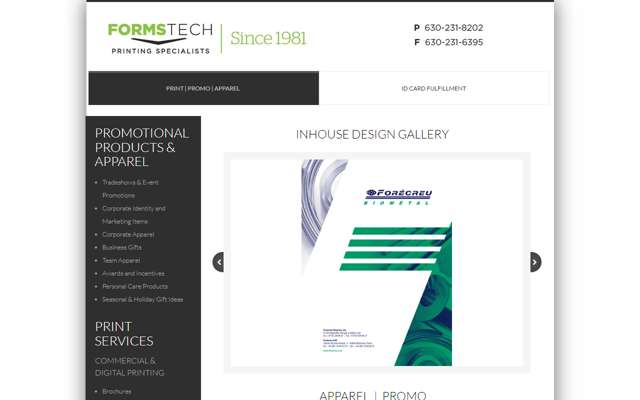 FORMSTECH
PRINTING SPECIALISTS
Since 1981
P 630-231-8202
F 630-231-6395
PRINT | PROMO | APPAREL
ID CARD FULFILLMENT
PROMOTIONAL
PRODUCTS &
APPAREL
Tradeshows & Event
Promotions
Corporate Identity and
Marketing Items
Corporate Apparel
Business Gifts
Team Apparel
Awards and Incentives
Personal Care Products
Seasonal & Holiday Gift Ideas
PRINT
SERVICES
COMMERCIAL &
DIGITAL PRINTING
Brochures
INHOUSE DESIGN GALLERY
FORÉCREU
BIOMETAL
APPAREL | PROMO